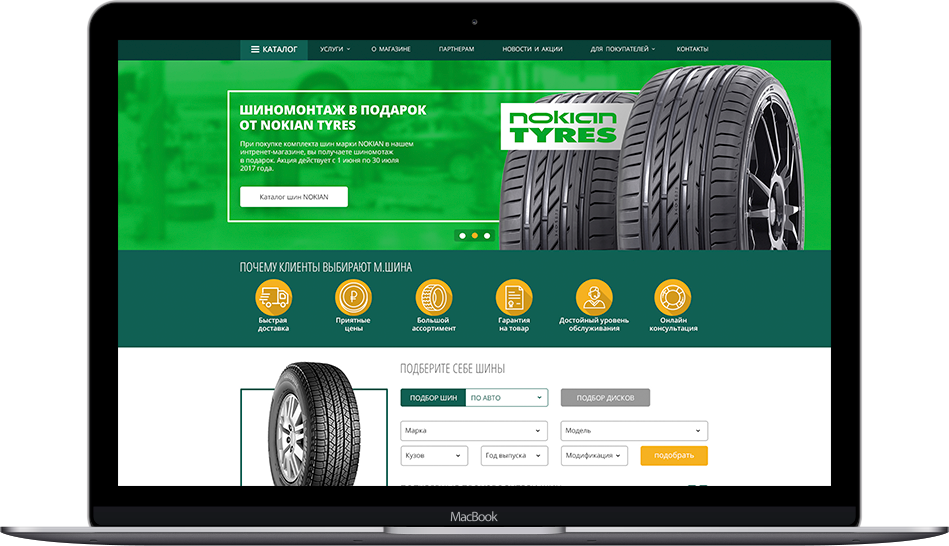 КАТАЛОГ УСЛУГИ О МАГАЗИНЕ ПАРТНЕРАМ НОВОСТИ И АКЦИИ ДЛЯ ПОКУПАТЕЛЕЙ КОНТАКТЫ
ШИНОМОНТАЖ В ПОДАРОК
ОТ NOKIAN TYRES
При покупке комплекта шин марки NOKIAN в нашем
интренет-магазине, вы получаете шиномотаж
в подарок. Акция действует с 1 июня по 30 июля
2017 года.
Каталог шин NOKIAN
nokian
TYRES
ПОЧЕМУ КЛИЕНТЫ ВЫБИРАЮТ М.ШИНА
Быстрая
доставка
Приятные
цены
Большой
ассортимент
Гарантия
на товар
Достойный уровень
обслуживания
Онлайн
консультация
ПОДБЕРИТЕ СЕБЕ ШИНЫ
ПОДБОР ШИН ПО АВТО ПОДБОР ДИСКОВ
Марка Модель
Кузов Год выпуска Модификация подобрать
MacBook